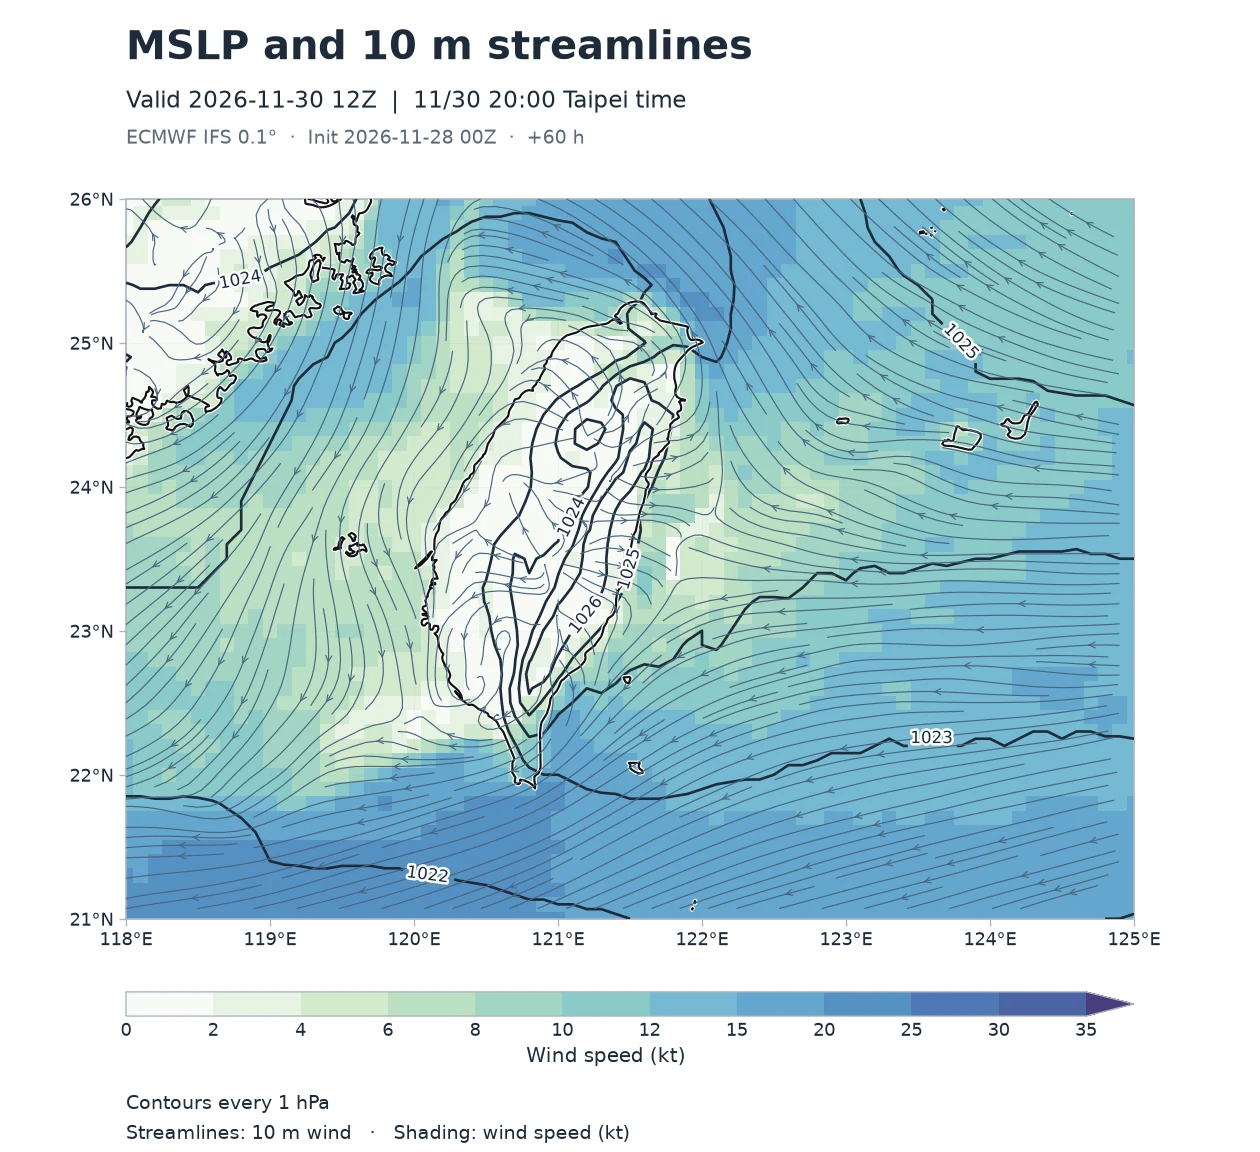 MSLP and 10 m streamlines
Valid 2026-11-30 12Z | 11/30 20:00 Taipei time
ECMWF IFS 0.1° · Init 2026-11-28 00Z · +60 h
26°N
1024
25°N
1025
24°N
1024
1025
1026
23°N
1023
22°N
1022
21°N
118°E 119°E 120°E 121°E 122°E 123°E 124°E 125°E
0 2 4 6 8 10 12 15 20 25 30 35
Wind speed (kt)
Contours every 1 hPa
Streamlines: 10 m wind · Shading: wind speed (kt)